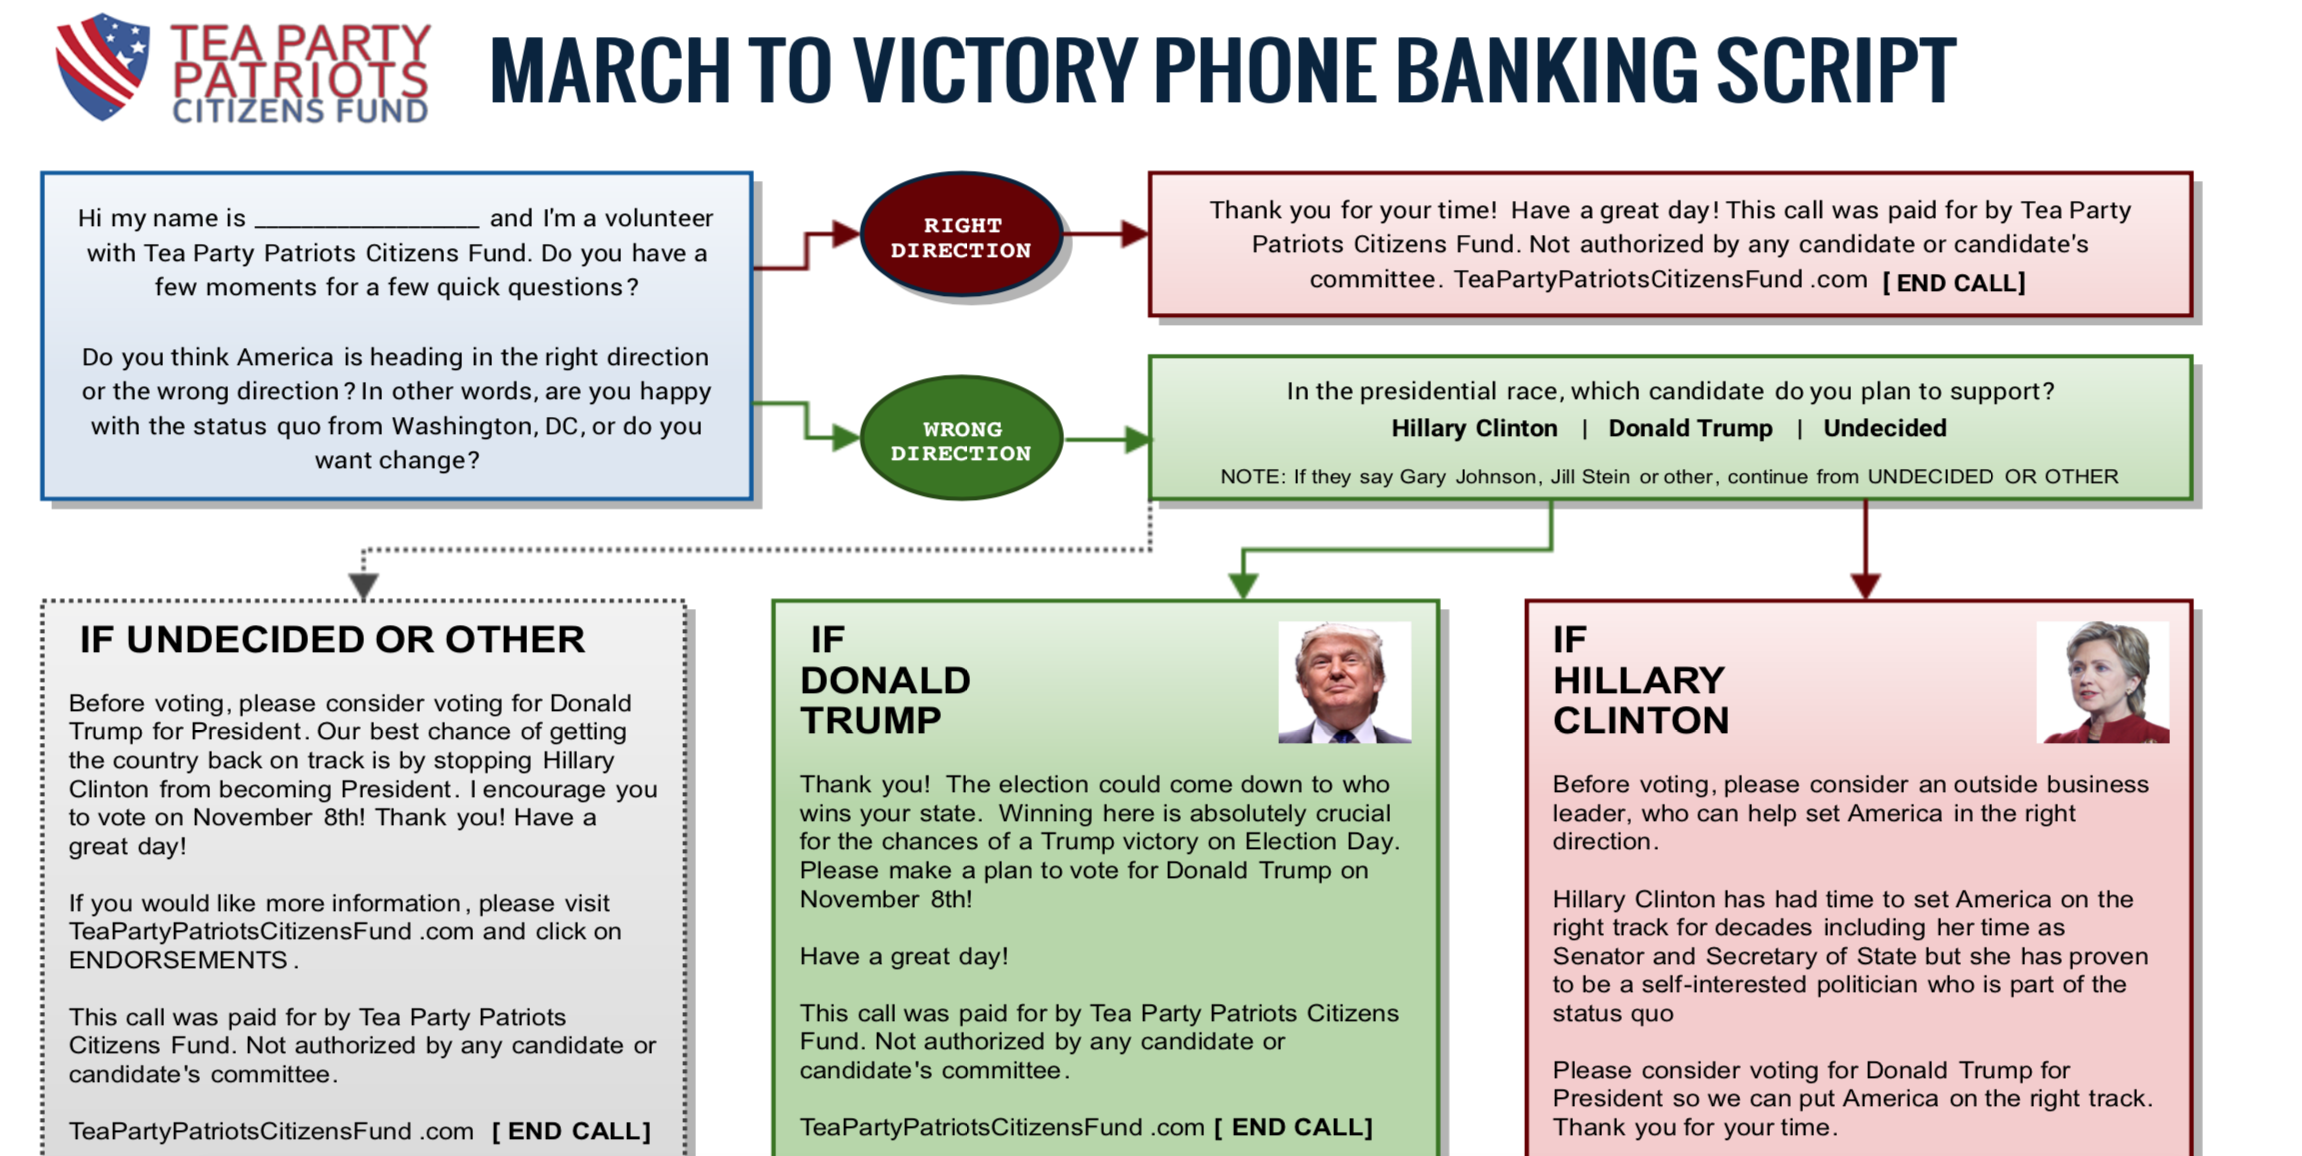 TEA PARTY
PATRIOTS
CITIZENS FUND
MARCH TO VICTORY PHONE BANKING SCRIPT
Hi my name is __________________ and I'm a volunteer
with Tea Party Patriots Citizens Fund. Do you have a
few moments for a few quick questions?
Do you think America is heading in the right direction
or the wrong direction? In other words, are you happy
with the status quo from Washington, DC, or do you
want change?
RIGHT
DIRECTION
Thank you for your time! Have a great day! This call was paid for by Tea Party
Patriots Citizens Fund. Not authorized by any candidate or candidate's
committee. TeaPartyPatriotsCitizensFund .com [ END CALL]
WRONG
DIRECTION
In the presidential race, which candidate do you plan to support?
Hillary Clinton | Donald Trump | Undecided
NOTE: If they say Gary Johnson, Jill Stein or other, continue from UNDECIDED OR OTHER
IF UNDECIDED OR OTHER
Before voting, please consider voting for Donald
Trump for President. Our best chance of getting
the country back on track is by stopping Hillary
Clinton from becoming President. I encourage you
to vote on November 8th! Thank you! Have a
great day!
If you would like more information, please visit
TeaPartyPatriotsCitizensFund .com and click on
ENDORSEMENTS.
This call was paid for by Tea Party Patriots
Citizens Fund. Not authorized by any candidate or
candidate's committee.
TeaPartyPatriotsCitizensFund .com [ END CALL]
IF
DONALD
TRUMP
Thank you! The election could come down to who
wins your state. Winning here is absolutely crucial
for the chances of a Trump victory on Election Day.
Please make a plan to vote for Donald Trump on
November 8th!
Have a great day!
This call was paid for by Tea Party Patriots Citizens
Fund. Not authorized by any candidate or
candidate's committee.
TeaPartyPatriotsCitizensFund .com [ END CALL]
IF
HILLARY
CLINTON
Before voting, please consider an outside business
leader, who can help set America in the right
direction.
Hillary Clinton has had time to set America on the
right track for decades including her time as
Senator and Secretary of State but she has proven
to be a self-interested politician who is part of the
status quo
Please consider voting for Donald Trump for
President so we can put America on the right track.
Thank you for your time.